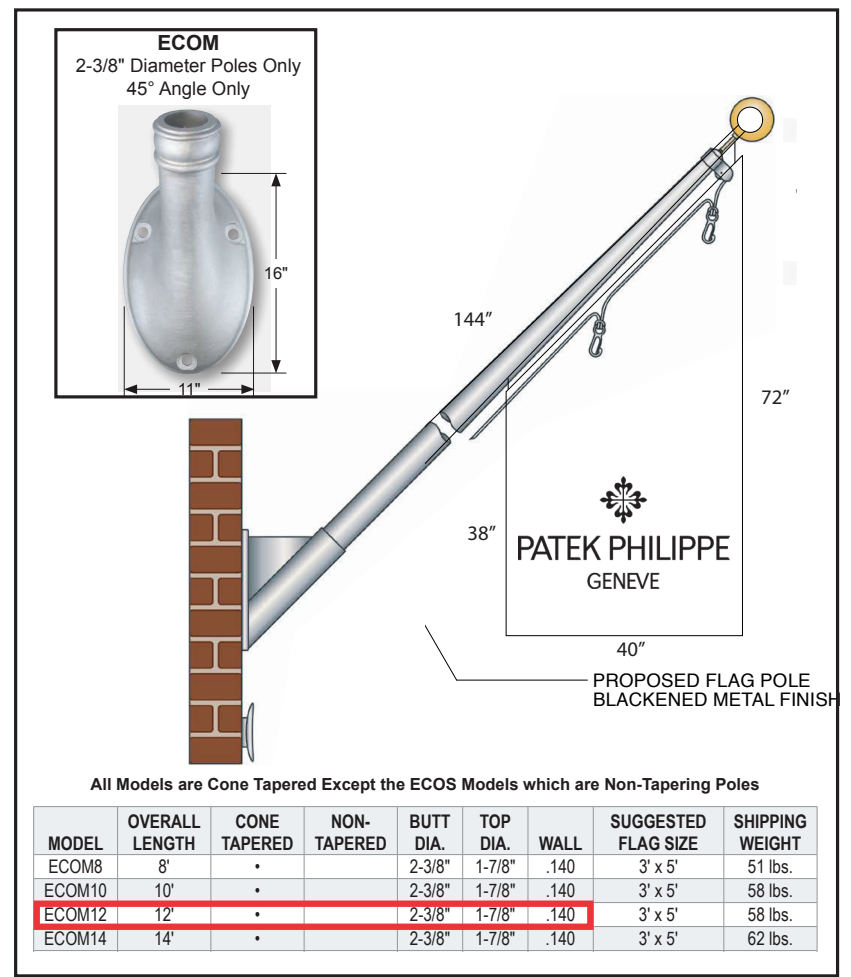 ECOM
2-3/8" Diameter Poles Only
45° Angle Only
16"
11"
144"
72"
38"
PATEK PHILIPPE
GENEVE
40"
PROPOSED FLAG POLE
BLACKENED METAL FINISH
All Models are Cone Tapered Except the ECOS Models which are Non-Tapering Poles
MODEL OVERALL LENGTH CONE TAPERED NON-TAPERED BUTT DIA. TOP DIA. WALL SUGGESTED FLAG SIZE SHIPPING WEIGHT
ECOM8 8' • 2-3/8" 1-7/8" .140 3' x 5' 51 lbs.
ECOM10 10' • 2-3/8" 1-7/8" .140 3' x 5' 58 lbs.
ECOM12 12' • 2-3/8" 1-7/8" .140 3' x 5' 58 lbs.
ECOM14 14' • 2-3/8" 1-7/8" .140 3' x 5' 62 lbs.